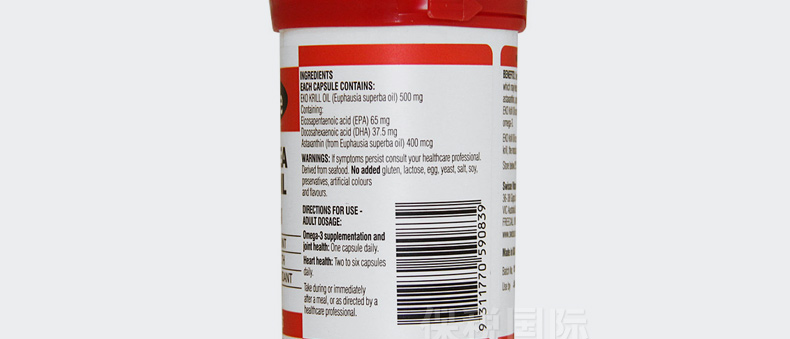 INGREDIENTS
EACH CAPSULE CONTAINS:
EKO KRILL OIL (Euphausia superba oil) 500 mg
Containing:
Eicosapentaenoic acid (EPA) 65 mg
Docosahexaenoic acid (DHA) 37.5 mg
Astaxanthin (from Euphausia superba oil) 400 mcg
WARNINGS: If symptoms persist consult your healthcare professional.
Derived from seafood. No added gluten, lactose, egg, yeast, salt, soy,
preservatives, artificial colours
and flavours.
DIRECTIONS FOR USE -
ADULT DOSAGE:
Omega-3 supplementation and
joint health: One capsule daily.
Heart health: Two to six capsules
daily.
Take during or immediately
after a meal, or as directed by a
healthcare professional.
9 311770 590839
保税国际